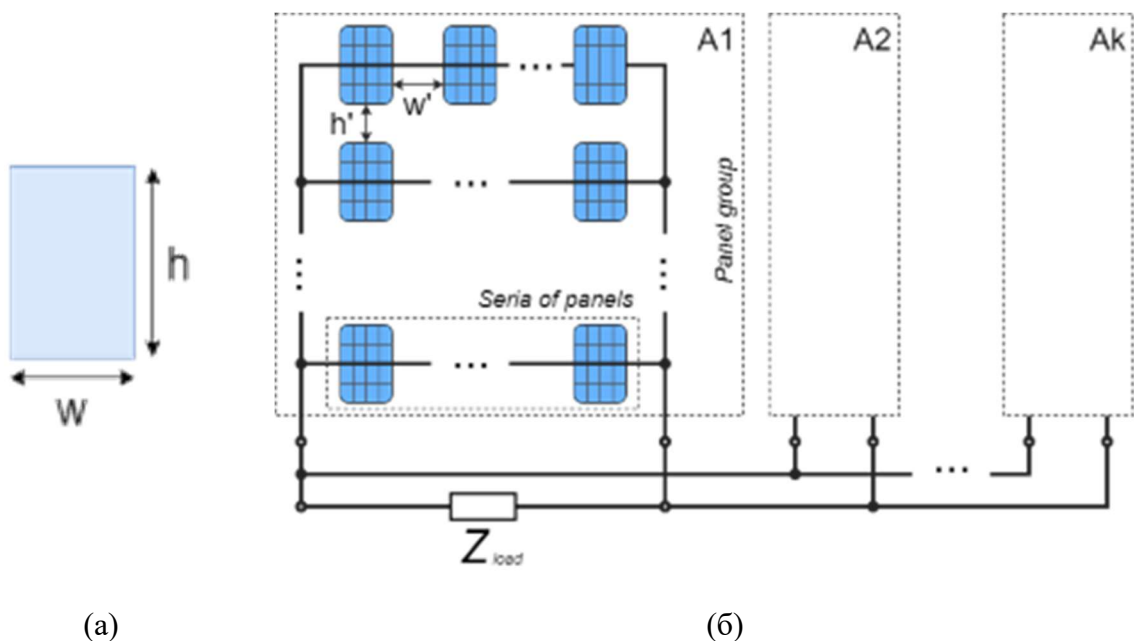 A1
A2
Ak
w'
h'
h
w
Panel group
Seria of panels
Z load
(а)
(б)